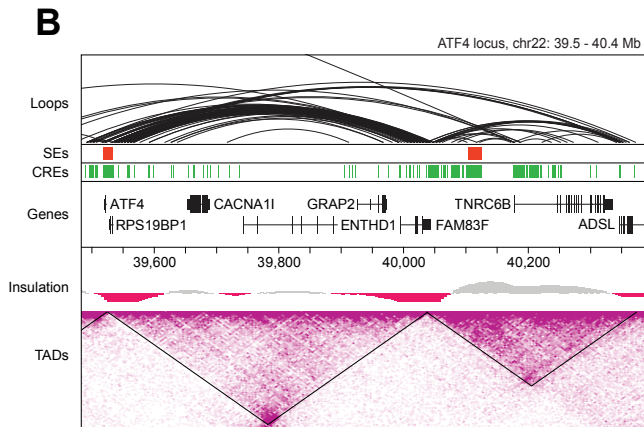 B
ATF4 locus, chr22: 39.5 - 40.4 Mb
Loops
SEs
CREs
Genes
ATF4 CACNA1I GRAP2 TNRC6B
RPS19BP1 ENTHD1 FAM83F ADSL
39,600 39,800 40,000 40,200
Insulation
TADs